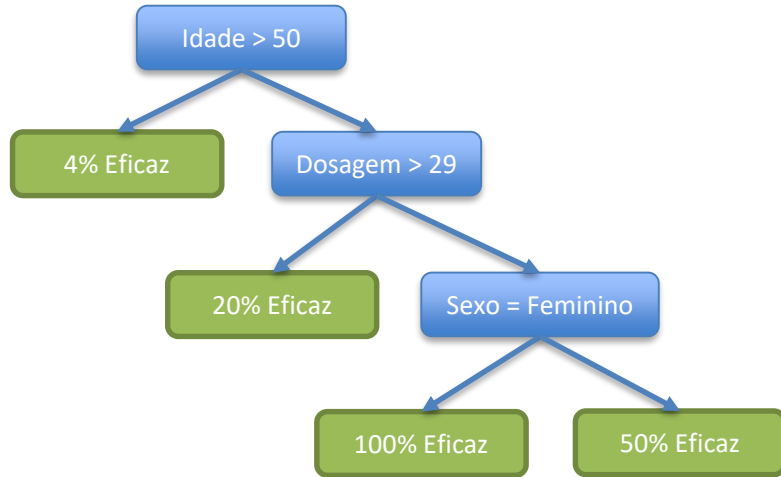 Idade > 50
4% Eficaz
Dosagem > 29
20% Eficaz
Sexo = Feminino
100% Eficaz
50% Eficaz